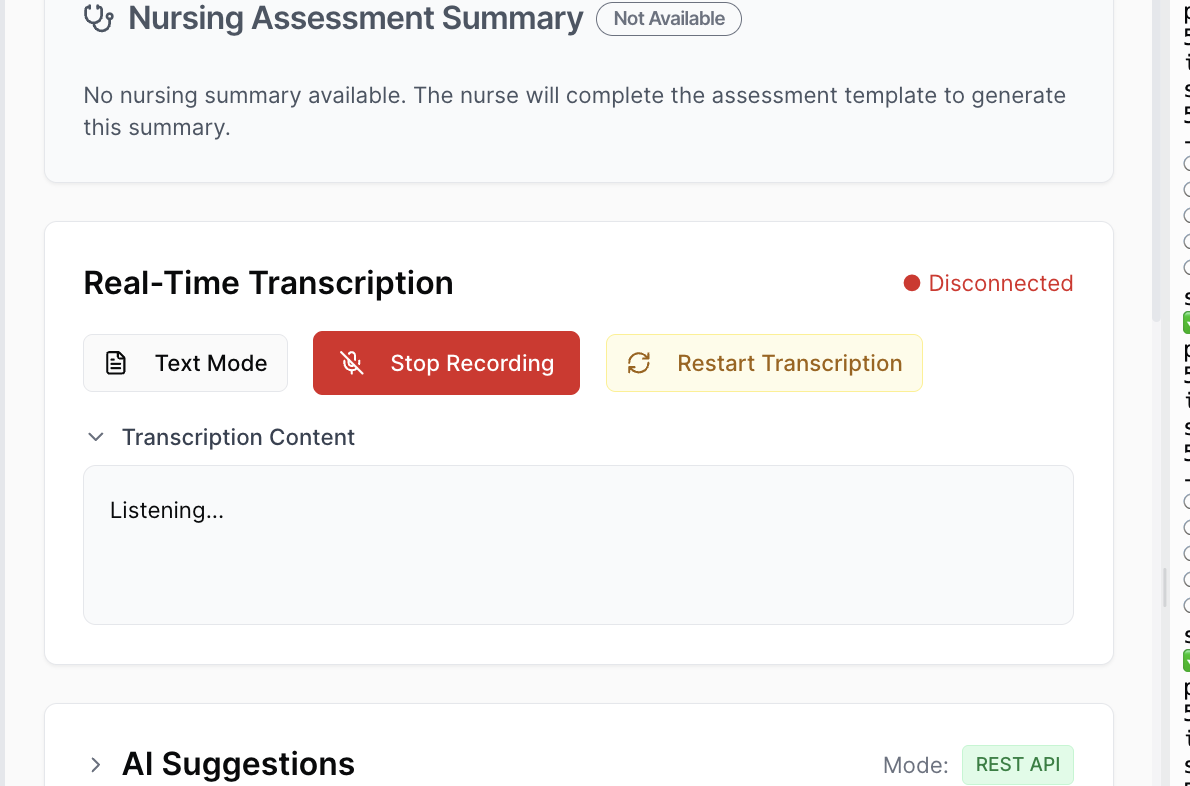 Nursing Assessment Summary Not Available
No nursing summary available. The nurse will complete the assessment template to generate
this summary.
Real-Time Transcription Disconnected
Text Mode Stop Recording Restart Transcription
Transcription Content
Listening...
AI Suggestions Mode: REST API